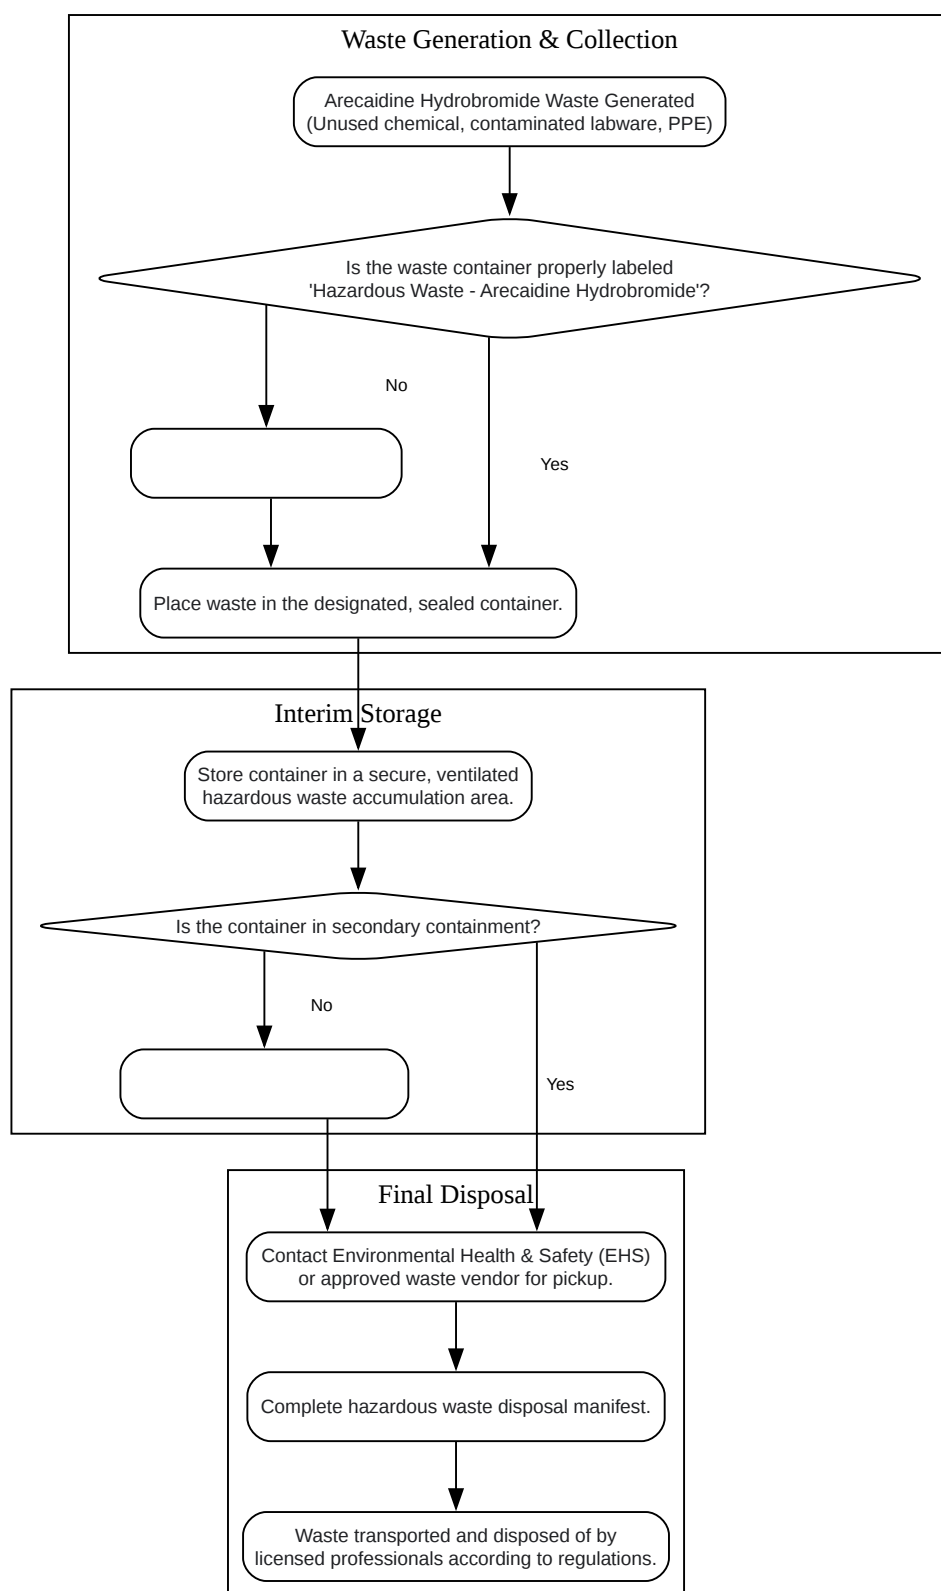 Waste Generation & Collection
Arecaidine Hydrobromide Waste Generated
(Unused chemical, contaminated labware, PPE)
Is the waste container properly labeled
'Hazardous Waste - Arecaidine Hydrobromide'?
No
Yes
Place waste in the designated, sealed container.
Interim Storage
Store container in a secure, ventilated
hazardous waste accumulation area.
Is the container in secondary containment?
No
Yes
Final Disposal
Contact Environmental Health & Safety (EHS)
or approved waste vendor for pickup.
Complete hazardous waste disposal manifest.
Waste transported and disposed of by
licensed professionals according to regulations.